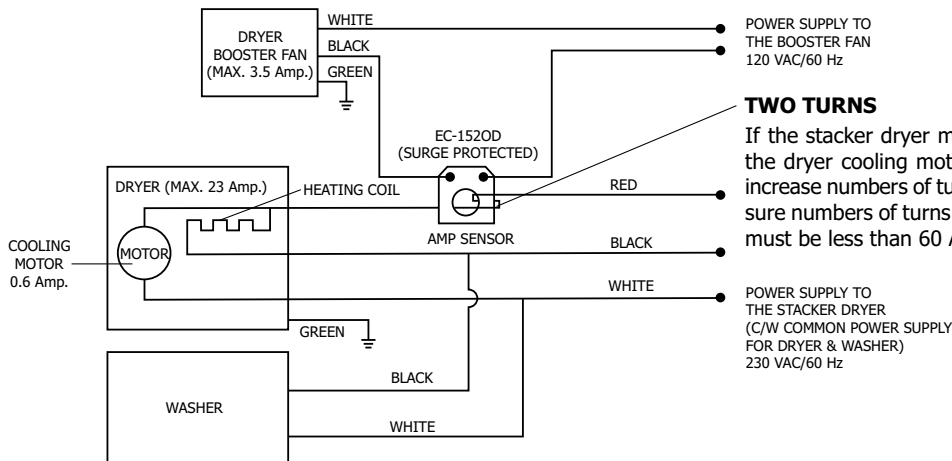 WHITE
DRYER
BOOSTER FAN
(MAX. 3.5 Amp.)
BLACK
GREEN
POWER SUPPLY TO
THE BOOSTER FAN
120 VAC/60 Hz
TWO TURNS
If the stacker dryer
the dryer cooling
increase numbers of
sure numbers of turns
must be less than 60
EC-152OD
(SURGE PROTECTED)
DRYER (MAX. 23 Amp.)
HEATING COIL
RED
AMP SENSOR
BLACK
COOLING
MOTOR
0.6 Amp.
MOTOR
WHITE
POWER SUPPLY TO
THE STACKER DRYER
(C/W COMMON POWER SUPPLY
FOR DRYER & WASHER)
230 VAC/60 Hz
GREEN
BLACK
WASHER
WHITE